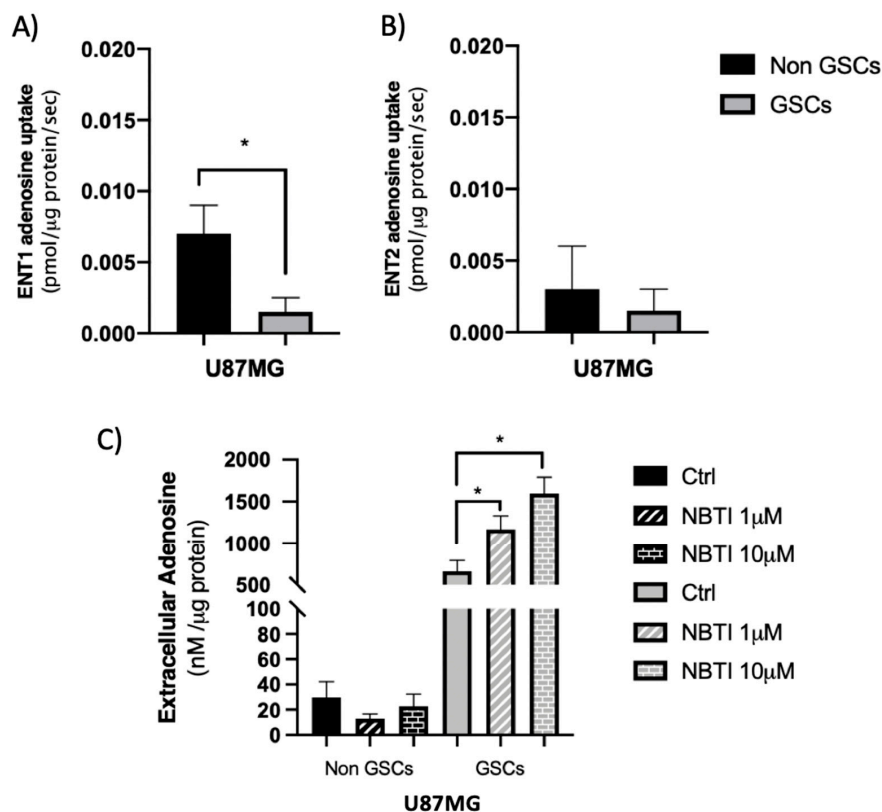 A)
0.020
0.015
0.010
0.005
0.000
ENT1 adenosine uptake
(pmol/μg protein/sec)
*
U87MG
B)
0.020
0.015
0.010
0.005
0.000
ENT2 adenosine uptake
(pmol/μg protein/sec)
U87MG
Non GSCs
GSCs
C)
2000
1500
1000
500
100
80
60
40
20
0
Extracellular Adenosine
(nM /μg protein)
*
*
Non GSCs
GSCs
U87MG
Ctrl
NBTI 1μM
NBTI 10μM
Ctrl
NBTI 1μM
NBTI 10μM